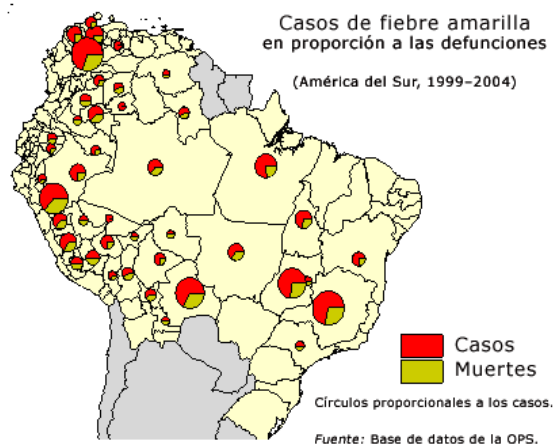 Casos de fiebre amarilla
en proporción a las defunciones
(América del Sur, 1999–2004)
Casos
Muertes
Círculos proporcionales a los casos.
Fuente: Base de datos de la OPS.